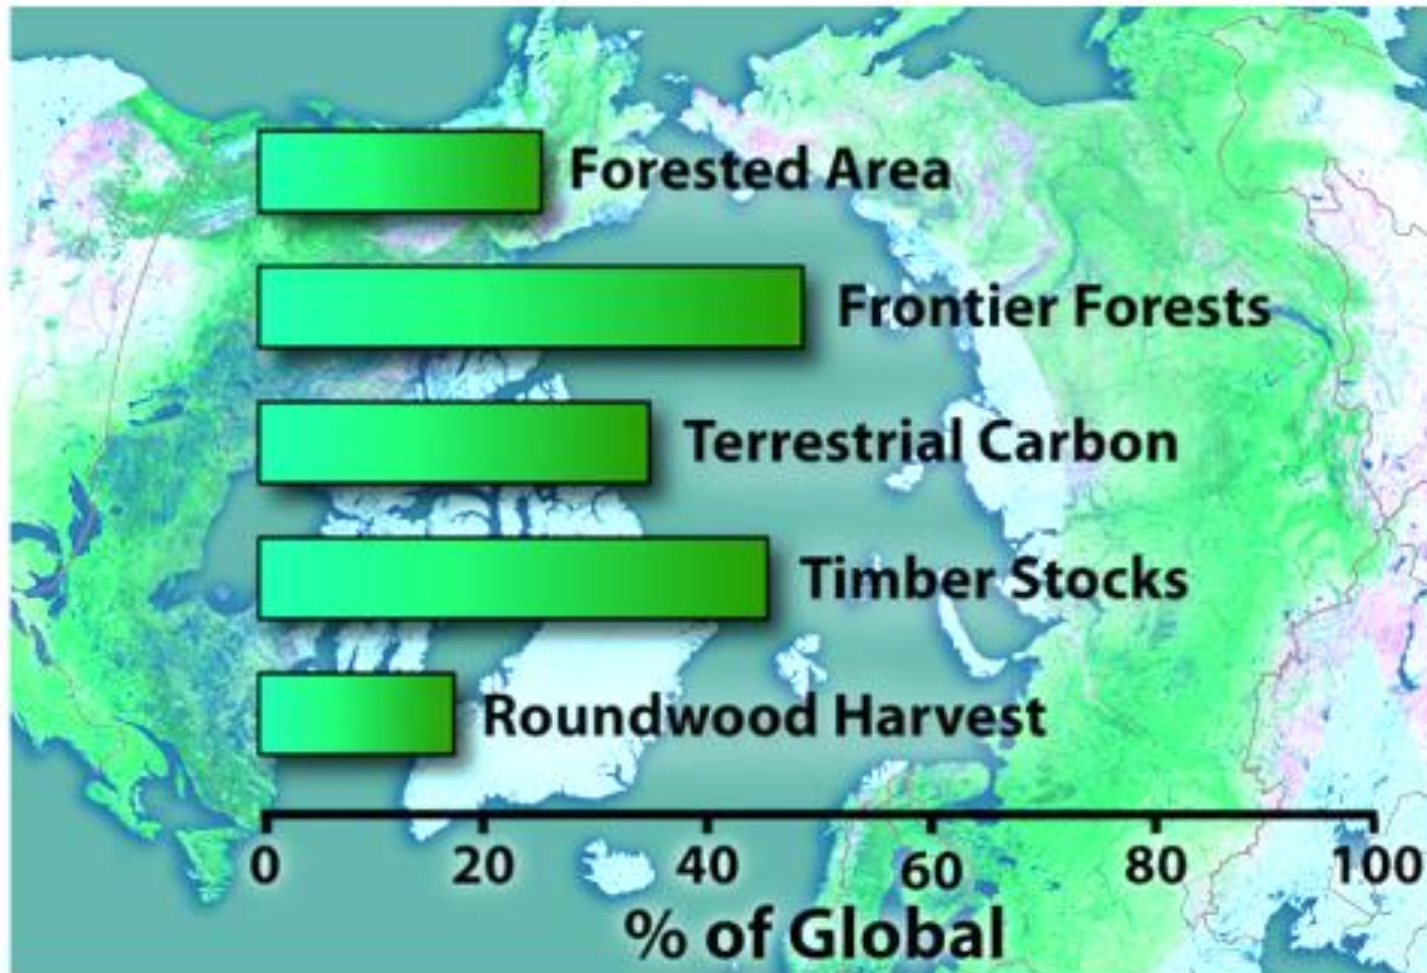 Forested Area
Frontier Forests
Terrestrial Carbon
Timber Stocks
Roundwood Harvest
0 20 40 60 80 100
% of Global